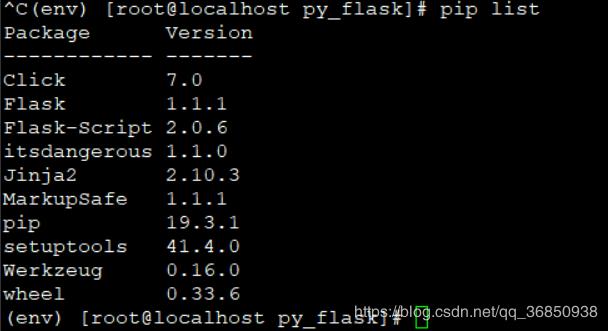 ^C(env) [root@localhost py_flask]# pip list
Package      Version
------------ -------
Click        7.0
Flask        1.1.1
Flask-Script 2.0.6
itsdangerous 1.1.0
Jinja2       2.10.3
MarkupSafe   1.1.1
pip          19.3.1
setuptools   41.4.0
Werkzeug     0.16.0
wheel        0.33.6
(env) [root@localhost py_flask]#
https://blog.csdn.net/qq_36850938